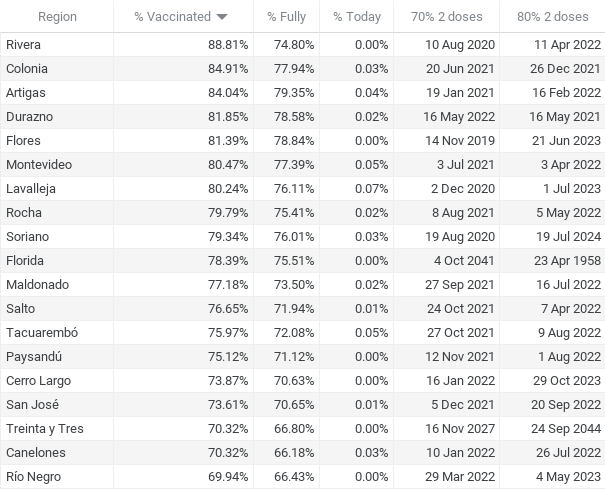 Region % Vaccinated % Fully % Today 70% 2 doses 80% 2 doses
Rivera 88.81% 74.80% 0.00% 10 Aug 2020 11 Apr 2022
Colonia 84.91% 77.94% 0.03% 20 Jun 2021 26 Dec 2021
Artigas 84.04% 79.35% 0.04% 19 Jan 2021 16 Feb 2022
Durazno 81.85% 78.58% 0.02% 16 May 2022 16 May 2021
Flores 81.39% 78.84% 0.00% 14 Nov 2019 21 Jun 2023
Montevideo 80.47% 77.39% 0.05% 3 Jul 2021 3 Apr 2022
Lavalleja 80.24% 76.11% 0.07% 2 Dec 2020 1 Jul 2023
Rocha 79.79% 75.41% 0.02% 8 Aug 2021 5 May 2022
Soriano 79.34% 76.01% 0.03% 19 Aug 2020 19 Jul 2024
Florida 78.39% 75.51% 0.00% 4 Oct 2041 23 Apr 1958
Maldonado 77.18% 73.50% 0.02% 27 Sep 2021 16 Jul 2022
Salto 76.65% 71.94% 0.01% 24 Oct 2021 7 Apr 2022
Tacuarembó 75.97% 72.08% 0.05% 27 Oct 2021 9 Aug 2022
Paysandú 75.12% 71.12% 0.00% 12 Nov 2021 1 Aug 2022
Cerro Largo 73.87% 70.63% 0.00% 16 Jan 2022 29 Oct 2023
San José 73.61% 70.65% 0.01% 5 Dec 2021 20 Sep 2022
Treinta y Tres 70.32% 66.80% 0.00% 16 Nov 2027 24 Sep 2044
Canelones 70.32% 66.18% 0.03% 10 Jan 2022 26 Jul 2022
Río Negro 69.94% 66.43% 0.00% 29 Mar 2022 4 May 2023